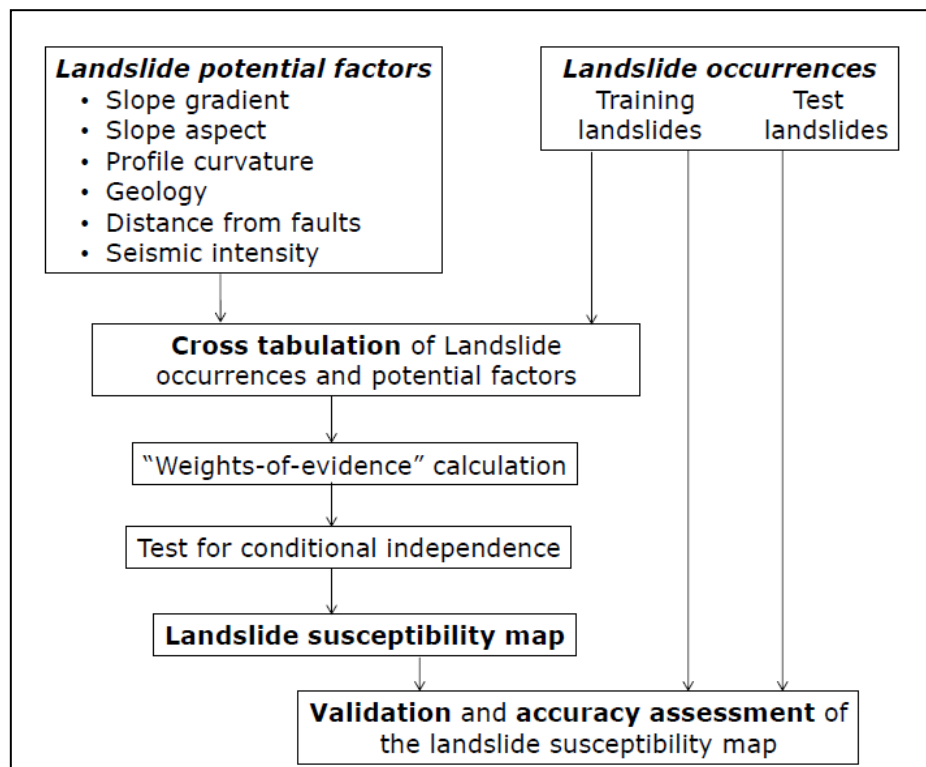 Landslide potential factors
• Slope gradient
• Slope aspect
• Profile curvature
• Geology
• Distance from faults
• Seismic intensity
Landslide occurrences
Training landslides
Test landslides
Cross tabulation of Landslide
occurrences and potential factors
“Weights-of-evidence” calculation
Test for conditional independence
Landslide susceptibility map
Validation and accuracy assessment of
the landslide susceptibility map